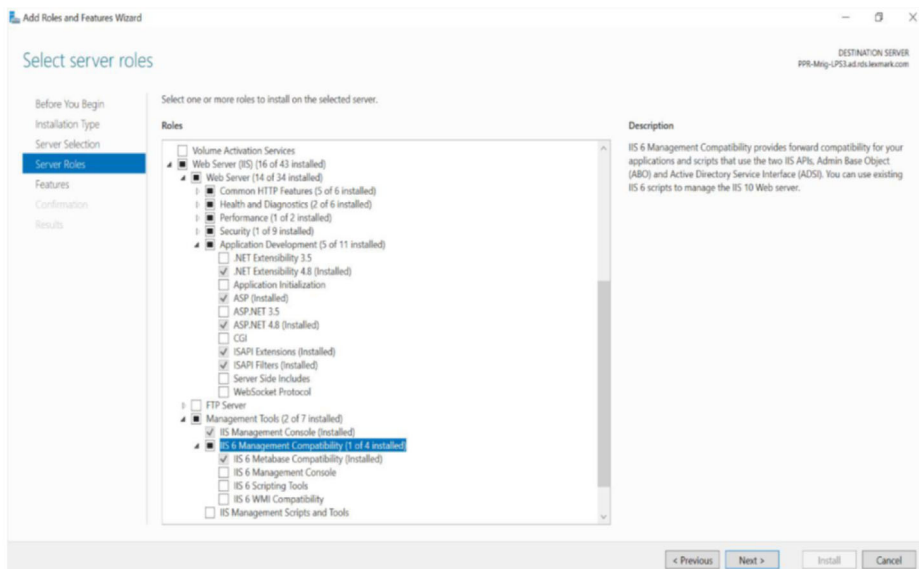 Add Roles and Features Wizard
Select server roles
DESTINATION SERVER
PPR-Mnig-LPS3.ad.rds.lexmark.com
Before You Begin
Installation Type
Server Selection
Server Roles
Features
Confirmation
Results
Select one or more roles to install on the selected server.
Roles
Volume Activation Services
Web Server (IIS) (16 of 43 installed)
Web Server (14 of 34 installed)
Common HTTP Features (5 of 6 installed)
Health and Diagnostics (2 of 6 installed)
Performance (1 of 2 installed)
Security (1 of 9 installed)
Application Development (5 of 11 installed)
.NET Extensibility 3.5
.NET Extensibility 4.8 (Installed)
Application Initialization
ASP (Installed)
ASP.NET 3.5
ASP.NET 4.8 (Installed)
CGI
ISAPI Extensions (Installed)
ISAPI Filters (Installed)
Server Side Includes
WebSocket Protocol
FTP Server
Management Tools (2 of 7 installed)
IIS Management Console (Installed)
IIS 6 Management Compatibility (1 of 4 installed)
IIS 6 Metabase Compatibility (Installed)
IIS 6 Management Console
IIS 6 Scripting Tools
IIS 6 WMI Compatibility
IIS Management Scripts and Tools
Description
IIS 6 Management Compatibility provides forward compatibility for your
applications and scripts that use the two IIS APIs, Admin Base Object
(ABO) and Active Directory Service Interface (ADSI). You can use existing
IIS 6 scripts to manage the IIS 10 Web server.
< Previous
Next >
Install
Cancel